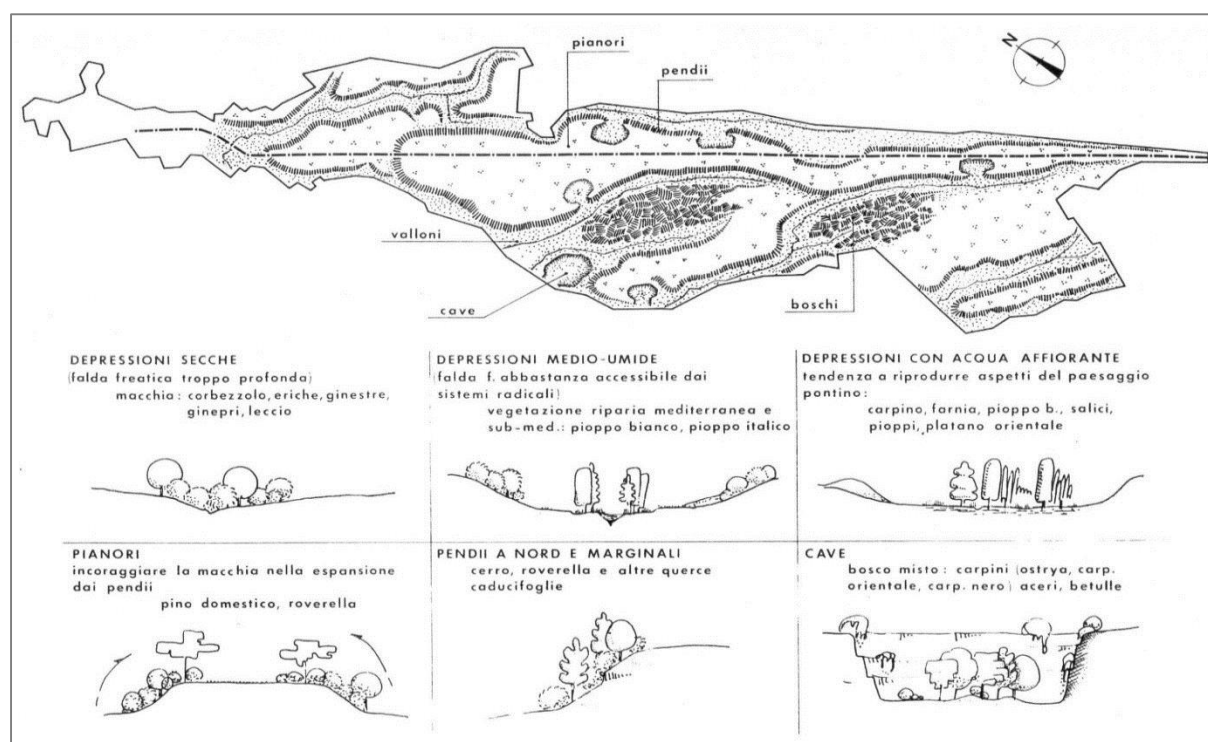 pianori
pendii
N
valloni
cave
boschi
DEPRESSIONI SECCHE
(falda freatica troppo profonda)
macchia: corbezzolo, eriche, ginestre,
ginepri, leccio
DEPRESSIONI MEDIO-UMIDE
(falda f. abbastanza accessibile dai
sistemi radicali)
vegetazione riparia mediterranea e
sub-med.: pioppo bianco, pioppo italico
DEPRESSIONI CON ACQUA AFFIORANTE
tendenza a riprodurre aspetti del paesaggio
pontino:
carpino, farnia, pioppo b., salici,
pioppi, platano orientale
PIANORI
incoraggiare la macchia nella espansione
dai pendii
pino domestico, roverella
PENDII A NORD E MARGINALI
cerro, roverella e altre querce
caducifoglie
CAVE
bosco misto: carpini (ostrya, carp.
orientale, carp. nero) aceri, betulle